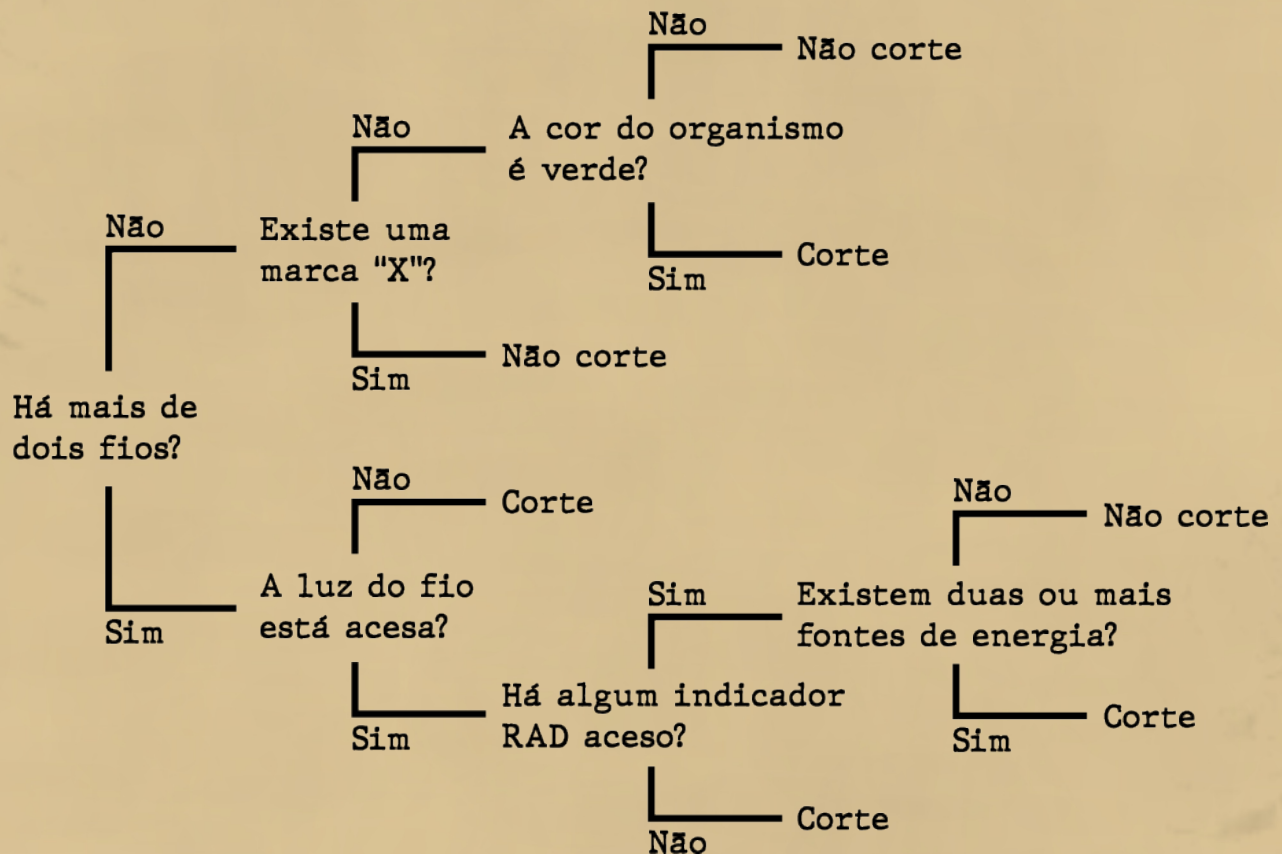 Não
Não corte
Não
A cor do organismo
é verde?
Não
Existe uma
marca "X"?
Corte
Sim
Não corte
Sim
Há mais de
dois fios?
Não
Corte
Não
Não corte
A luz do fio
está acesa?
Sim
Existem duas ou mais
fontes de energia?
Sim
Há algum indicador
RAD aceso?
Sim
Corte
Sim
Corte
Não